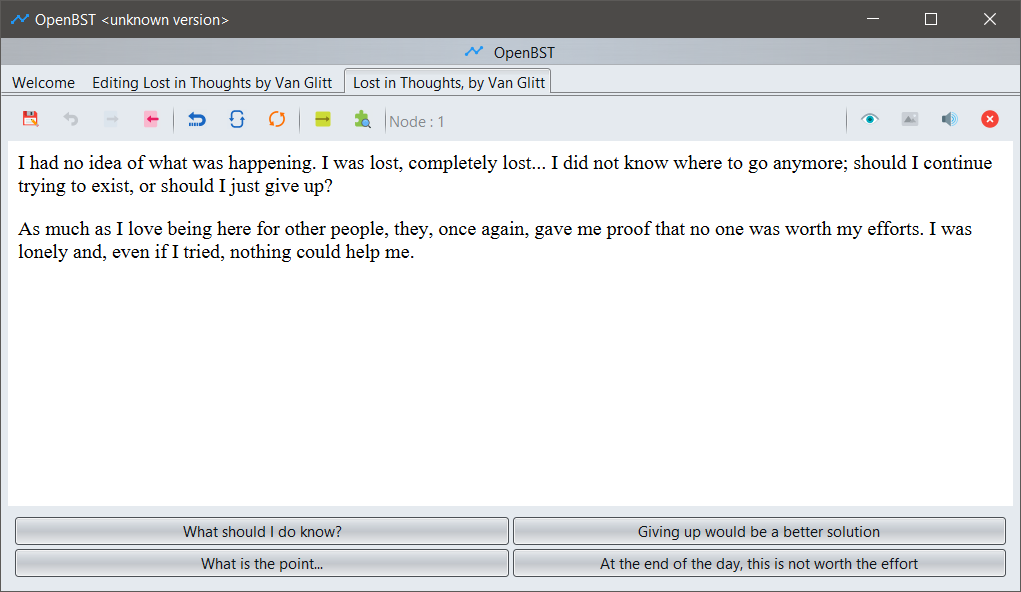 OpenBST <unknown version>
OpenBST
Welcome Editing Lost in Thoughts by Van Glitt Lost in Thoughts, by Van Glitt
Node : 1
I had no idea of what was happening. I was lost, completely lost... I did not know where to go anymore; should I continue
trying to exist, or should I just give up?
As much as I love being here for other people, they, once again, gave me proof that no one was worth my efforts. I was
lonely and, even if I tried, nothing could help me.
What should I do know? Giving up would be a better solution
What is the point... At the end of the day, this is not worth the effort